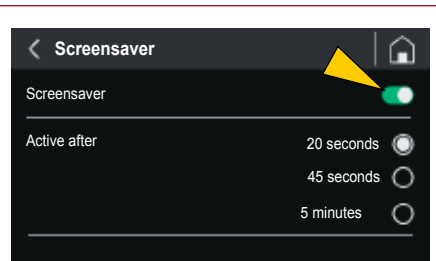 Screensaver
Screensaver
Active after
20 seconds
45 seconds
5 minutes